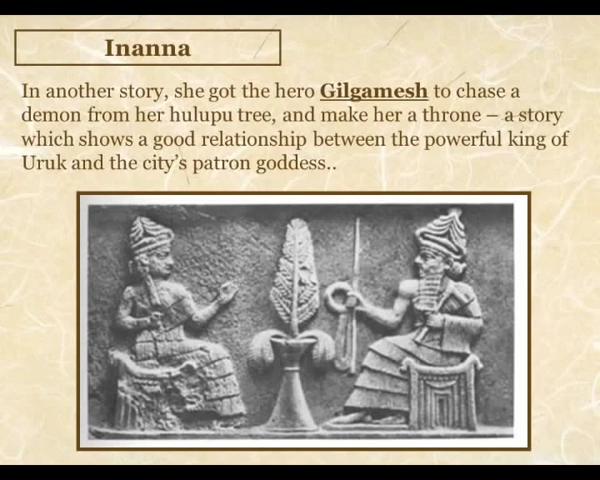 Inanna
In another story, she got the hero Gilgamesh to chase a
demon from her hulupu tree, and make her a throne – a story
which shows a good relationship between the powerful king of
Uruk and the city’s patron goddess..